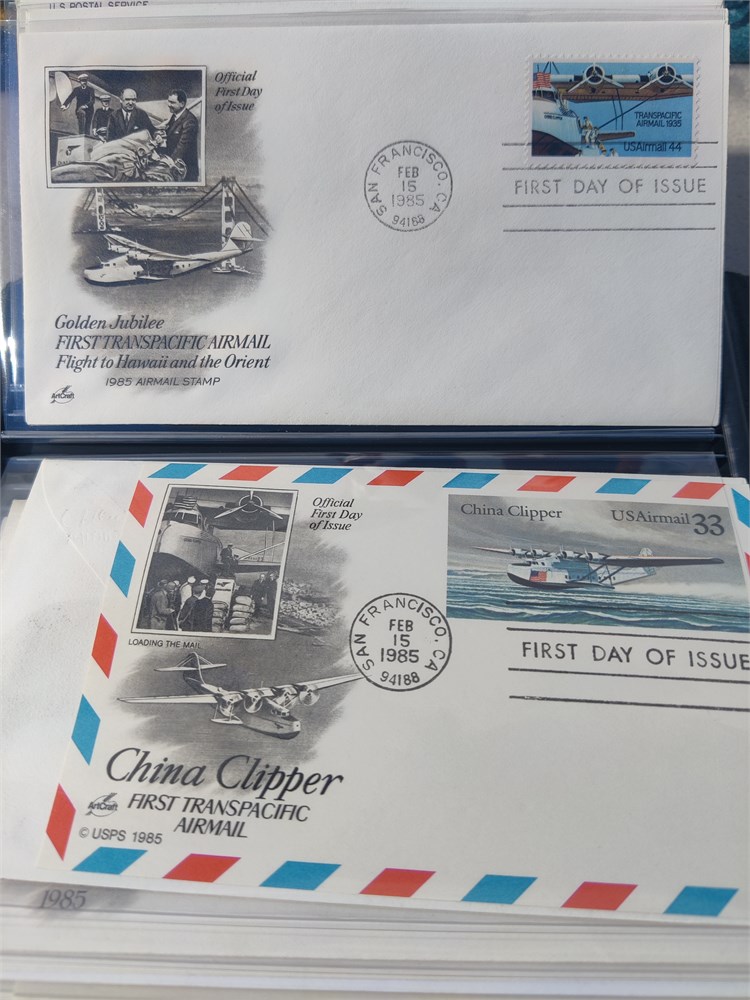 U.S. POSTAL SERVICE
Official
First Day
of Issue
TRANSPACIFIC
AIRMAIL 1935
USAirmail 44
SAN FRANCISCO, CA
FEB
15
1985
94188
FIRST DAY OF ISSUE
Golden Jubilee
FIRST TRANSPACIFIC AIRMAIL
Flight to Hawaii and the Orient
1985 AIRMAIL STAMP
ArtCraft
Official
First Day
of Issue
China Clipper
USAirmail 33
LOADING THE MAIL
SAN FRANCISCO, CA
FEB
15
1985
94188
FIRST DAY OF ISSUE
China Clipper
ArtCraft
FIRST TRANSPACIFIC
AIRMAIL
© USPS 1985
1985